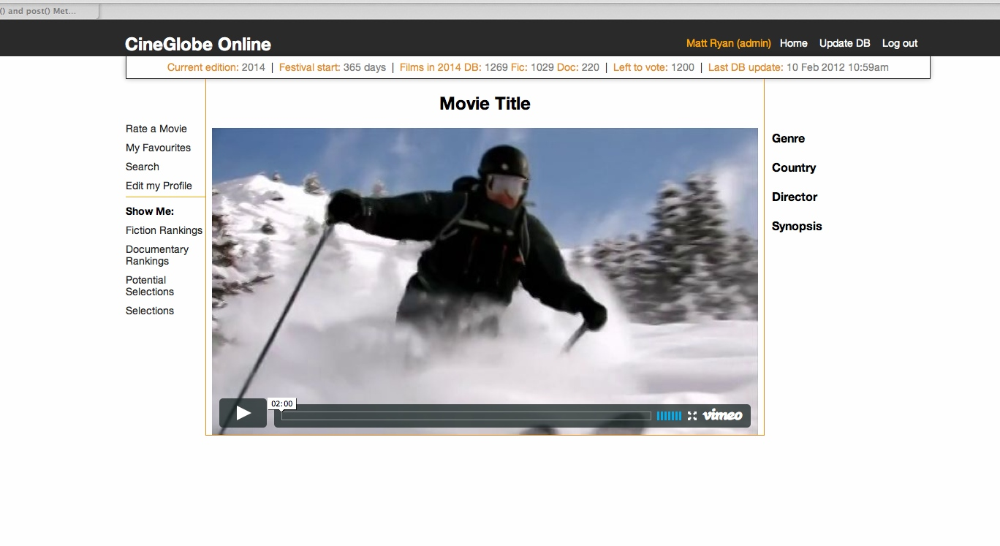 () and post() Met...
CineGlobe Online
Matt Ryan (admin) Home Update DB Log out
Current edition: 2014 | Festival start: 365 days | Films in 2014 DB: 1269 Fic: 1029 Doc: 220 | Left to vote: 1200 | Last DB update: 10 Feb 2012 10:59am
Movie Title
Rate a Movie
My Favourites
Search
Edit my Profile
Show Me:
Fiction Rankings
Documentary
Rankings
Potential
Selections
Selections
02:00
vimeo
Genre
Country
Director
Synopsis